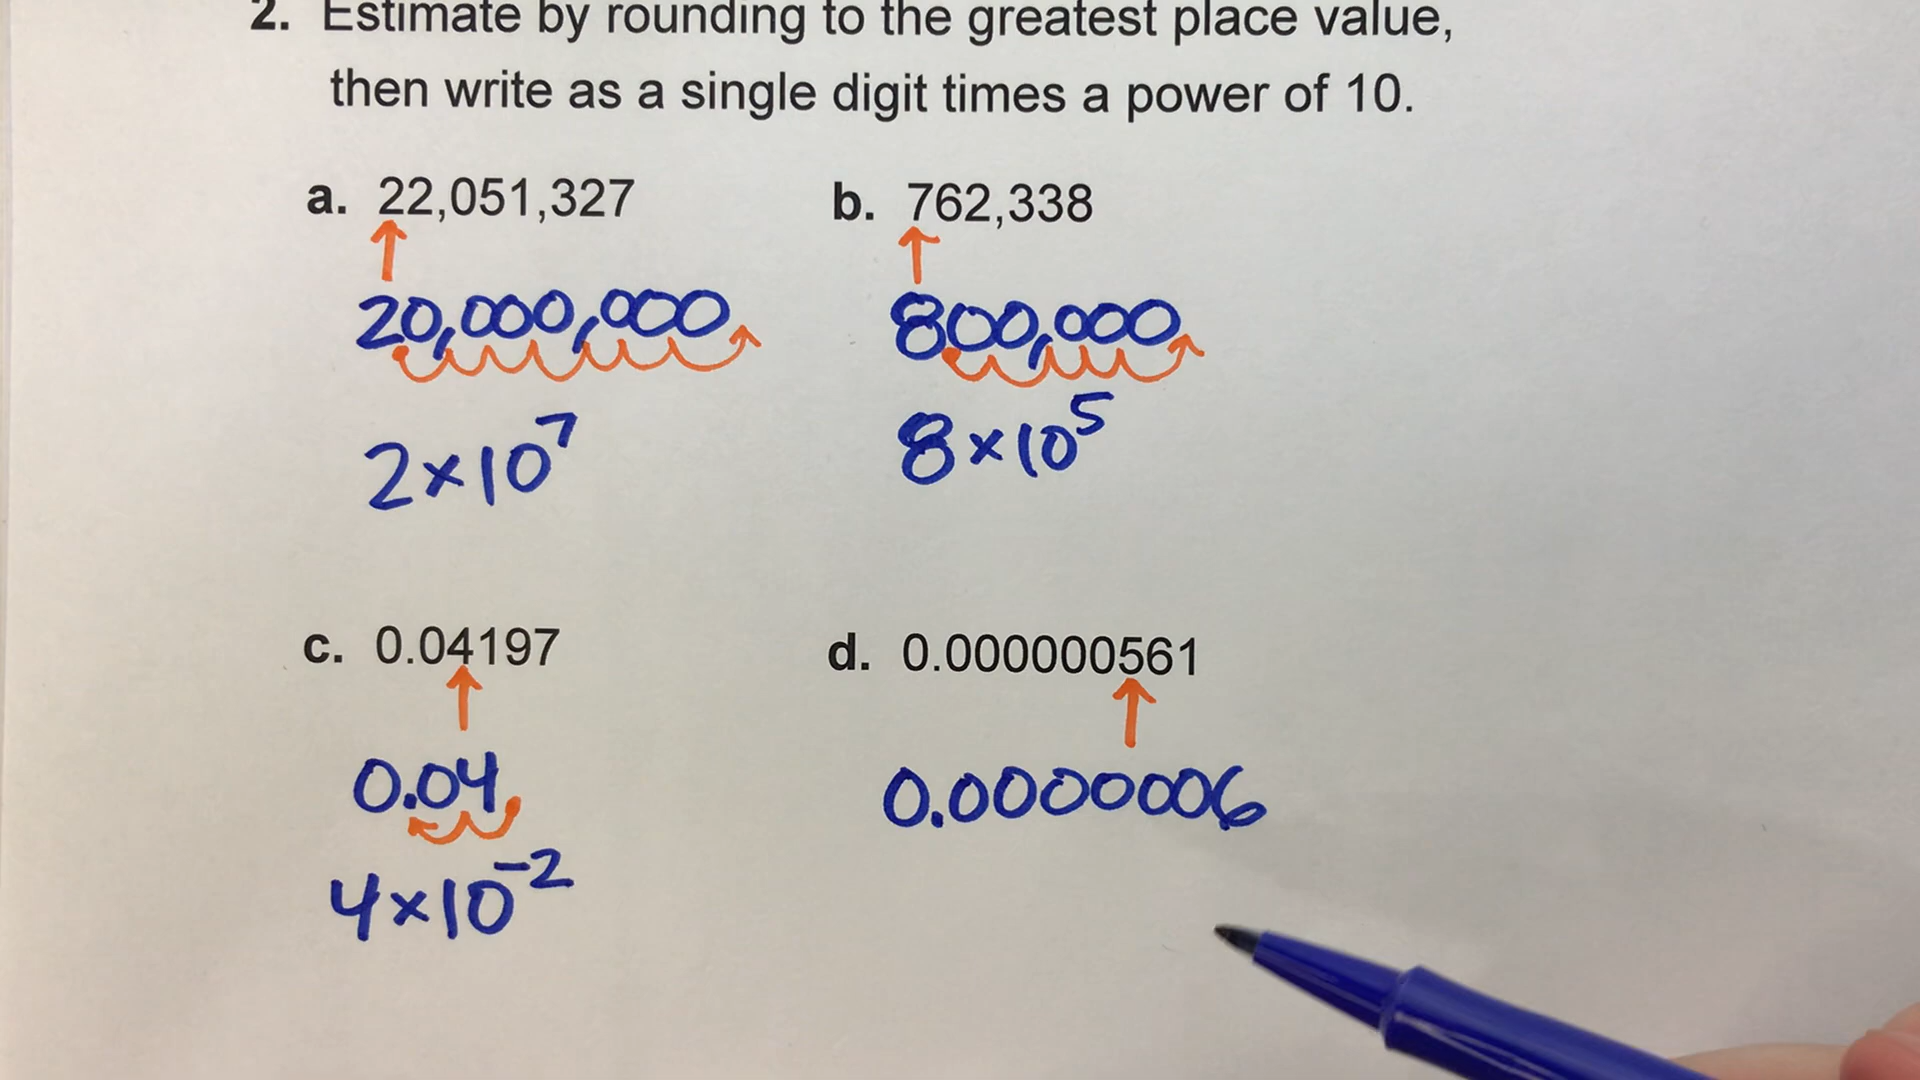 2. Estimate by rounding to the greatest place value,
then write as a single digit times a power of 10.
a. 22,051,327
b. 762,338
20,000,000
800,000
2×10⁷
8×10⁵
c. 0.04197
d. 0.000000561
0.04
0.0000006
4×10⁻²